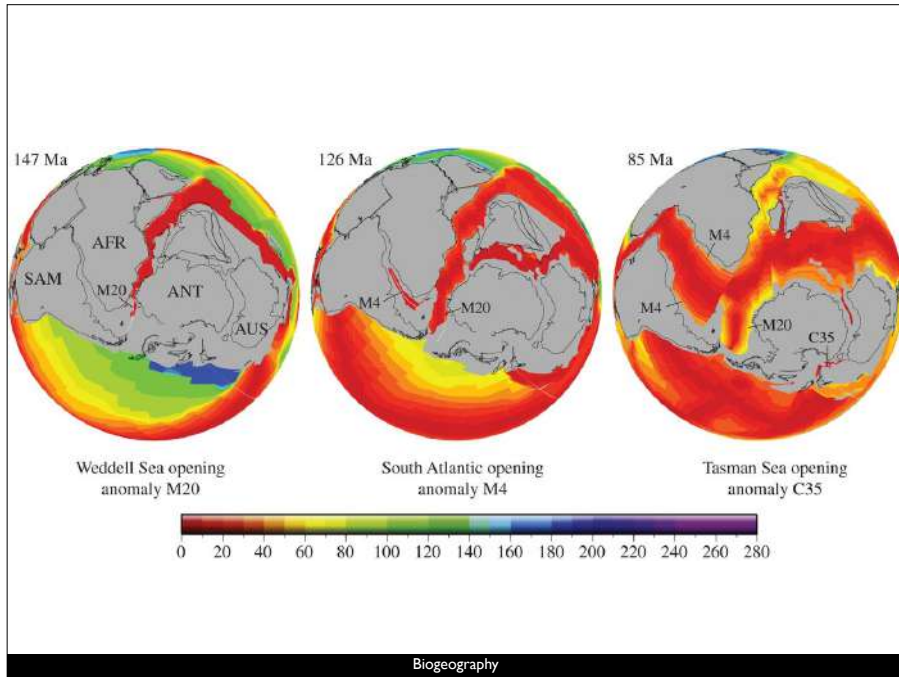 147 Ma
AFR
SAM
M20
ANT
AUS
Weddell Sea opening
anomaly M20
126 Ma
M4
M20
South Atlantic opening
anomaly M4
85 Ma
M4
M4
M20
C35
Tasman Sea opening
anomaly C35
0 20 40 60 80 100 120 140 160 180 200 220 240 260 280
Biogeography